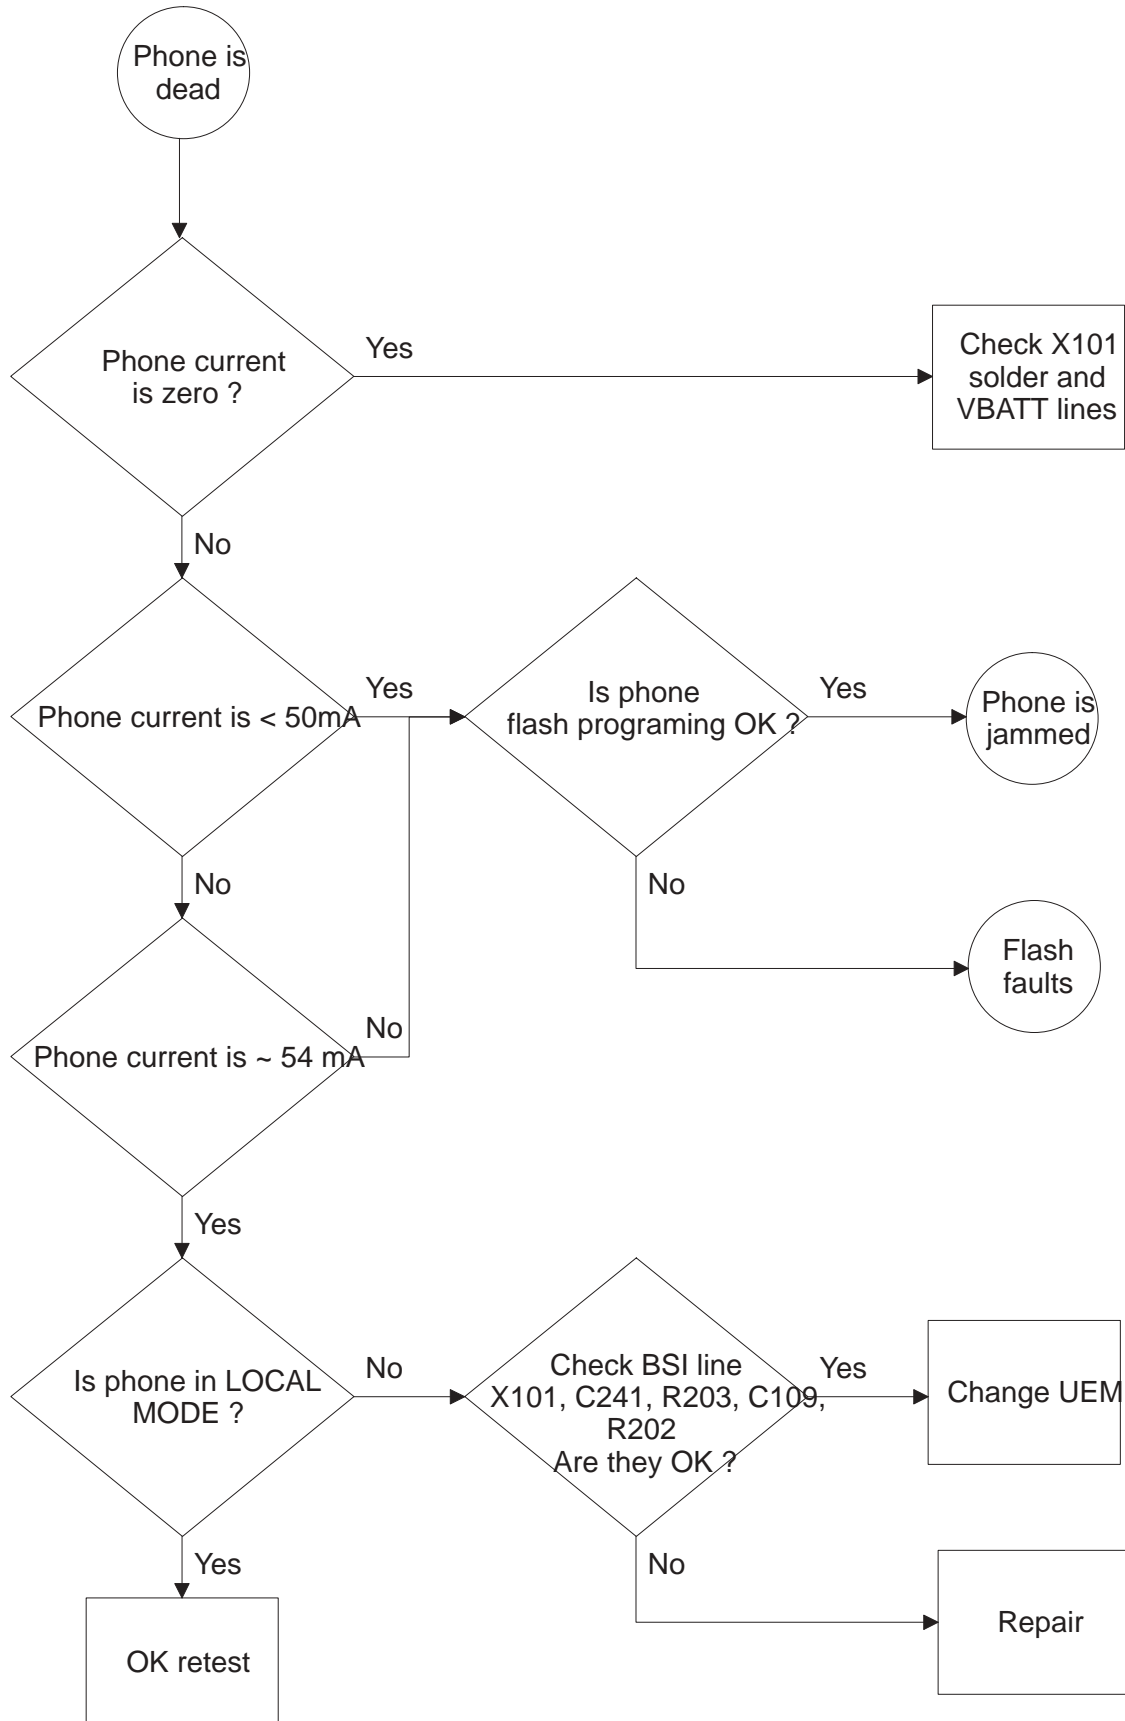 Phone is
dead
Phone current
is zero ?
Yes
Check X101
solder and
VBATT lines
No
Phone current is < 50mA
Yes
Is phone
flash programing OK ?
Yes
Phone is
jammed
No
No
Flash
faults
Phone current is ~ 54 mA
No
Yes
Is phone in LOCAL
MODE ?
No
Check BSI line
X101, C241, R203, C109,
R202
Are they OK ?
Yes
Change UEM
Yes
No
Repair
OK retest